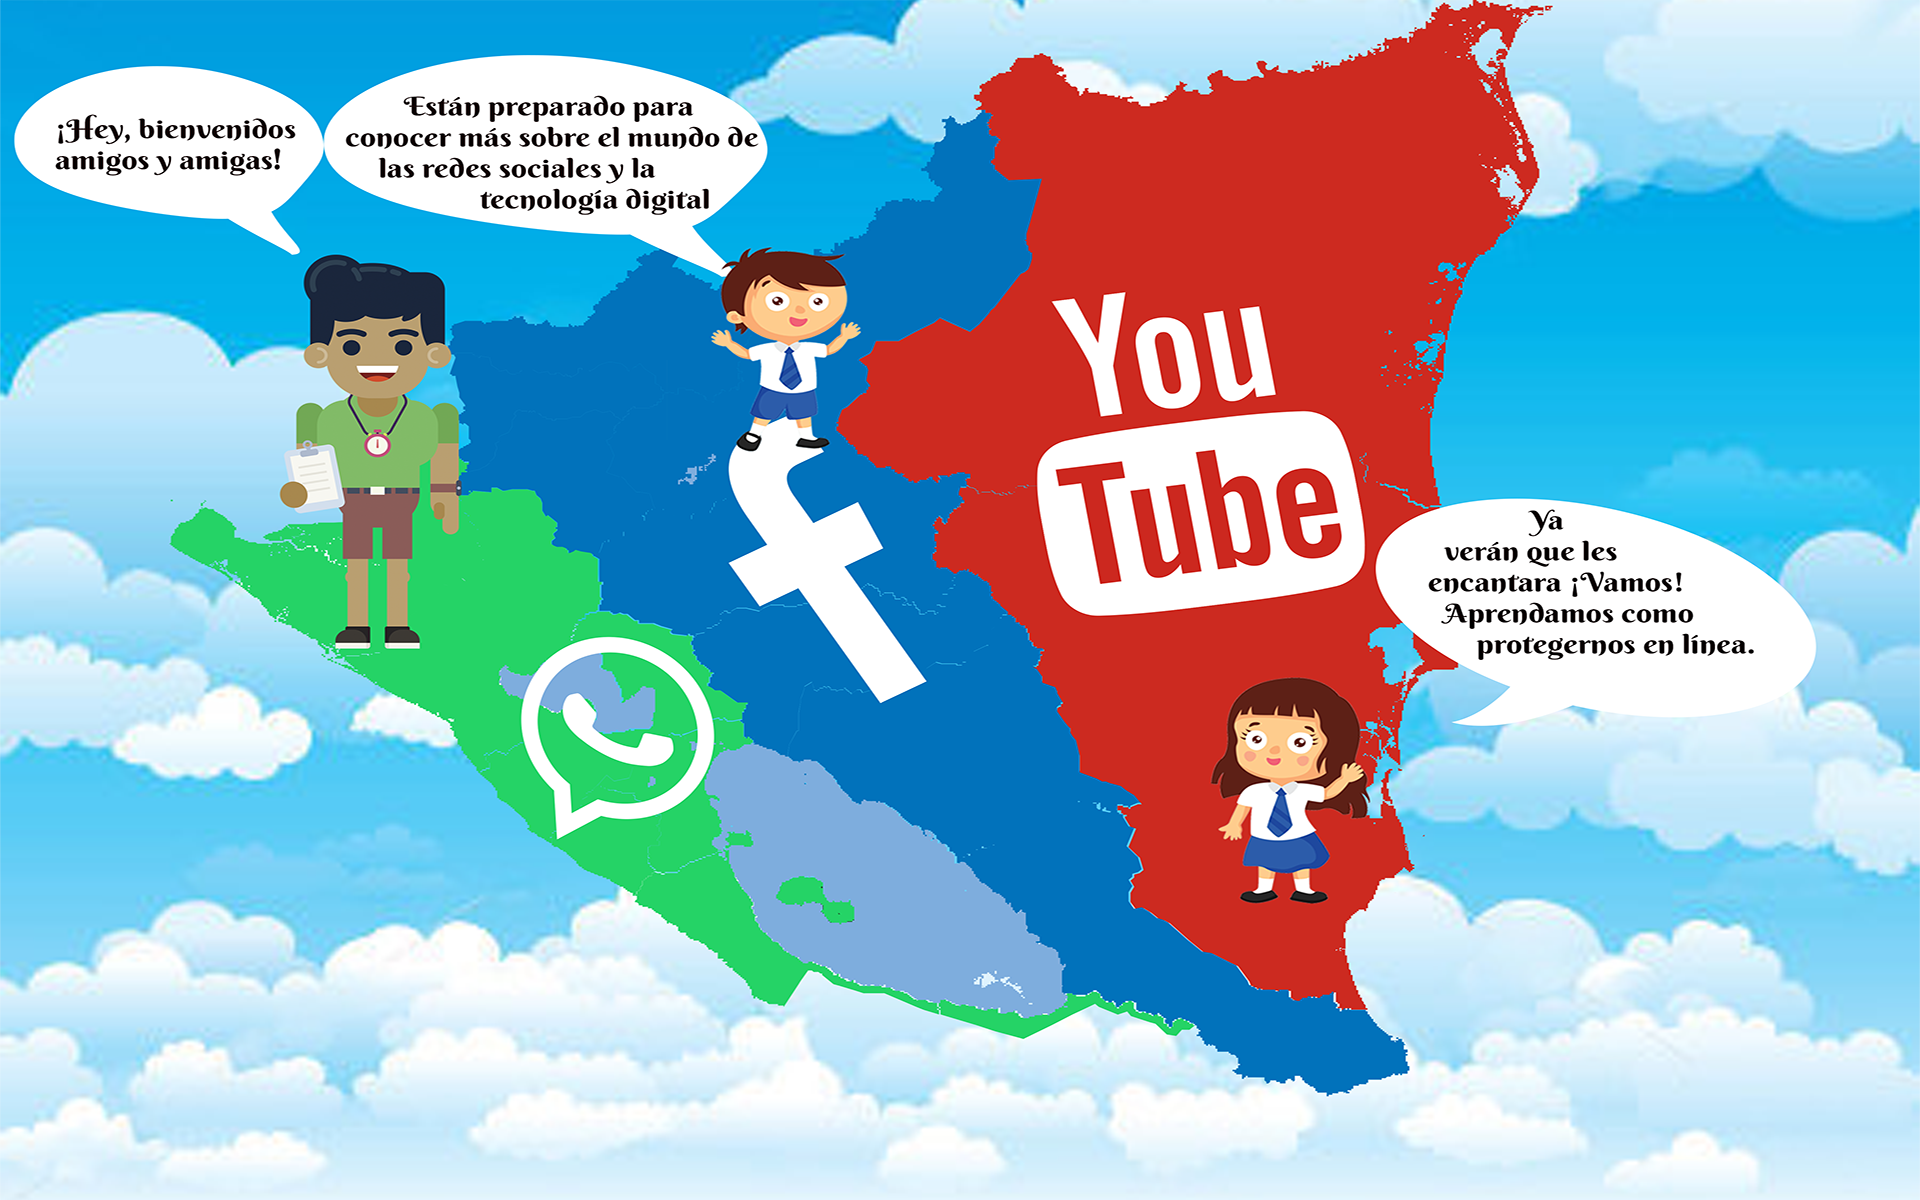 ¡Hey, bienvenidos
amigos y amigas!
Están preparado para
conocer más sobre el mundo de
las redes sociales y la
tecnología digital
You
Tube
f
Ya
verán que les
encantara ¡Vamos!
Aprendamos como
protegernos en línea.